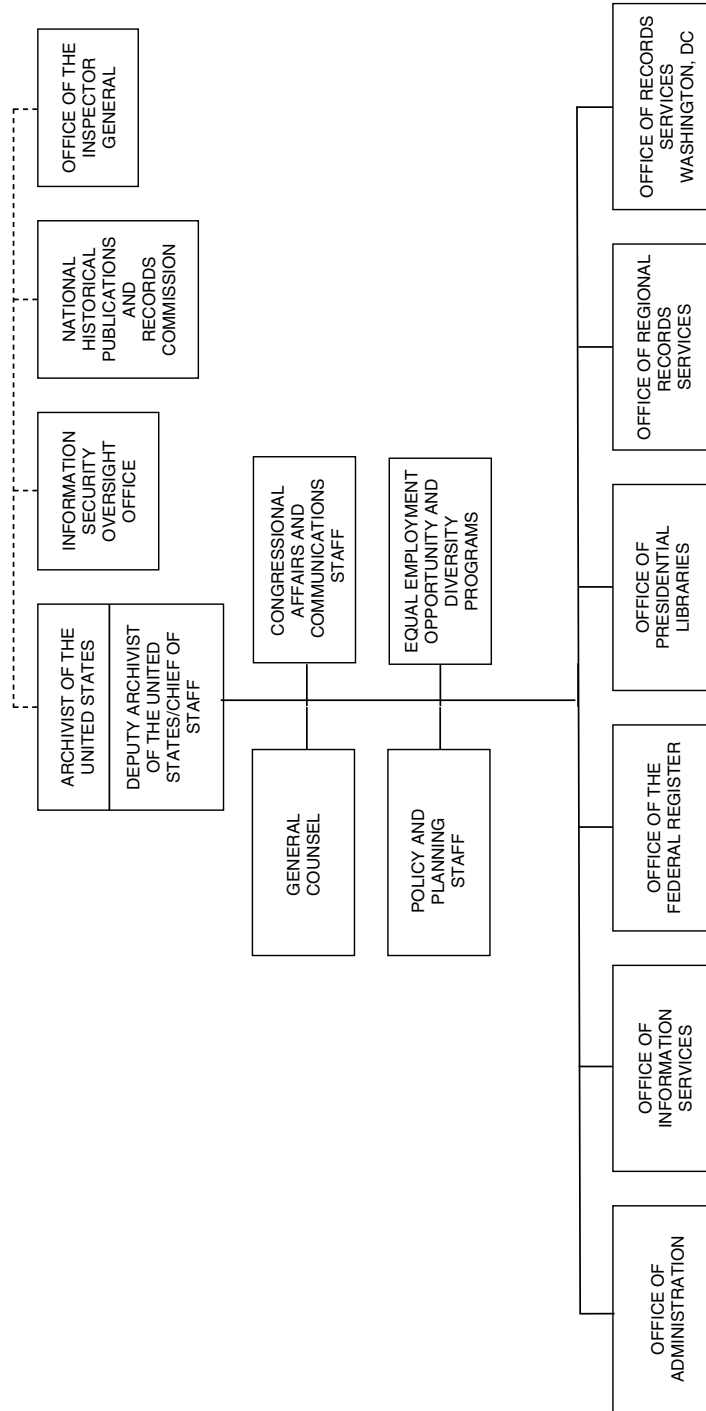 ARCHIVIST OF THE
UNITED STATES
DEPUTY ARCHIVIST
OF THE UNITED
STATES/CHIEF OF
STAFF
INFORMATION
SECURITY
OVERSIGHT
OFFICE
NATIONAL
HISTORICAL
PUBLICATIONS
AND
RECORDS
COMMISSION
OFFICE OF THE
INSPECTOR
GENERAL
GENERAL
COUNSEL
CONGRESSIONAL
AFFAIRS AND
COMMUNICATIONS
STAFF
POLICY AND
PLANNING
STAFF
EQUAL EMPLOYMENT
OPPORTUNITY AND
DIVERSITY
PROGRAMS
OFFICE OF
ADMINISTRATION
OFFICE OF
INFORMATION
SERVICES
OFFICE OF THE
FEDERAL REGISTER
OFFICE OF
PRESIDENTIAL
LIBRARIES
OFFICE OF REGIONAL
RECORDS
SERVICES
OFFICE OF RECORDS
SERVICES
WASHINGTON, DC